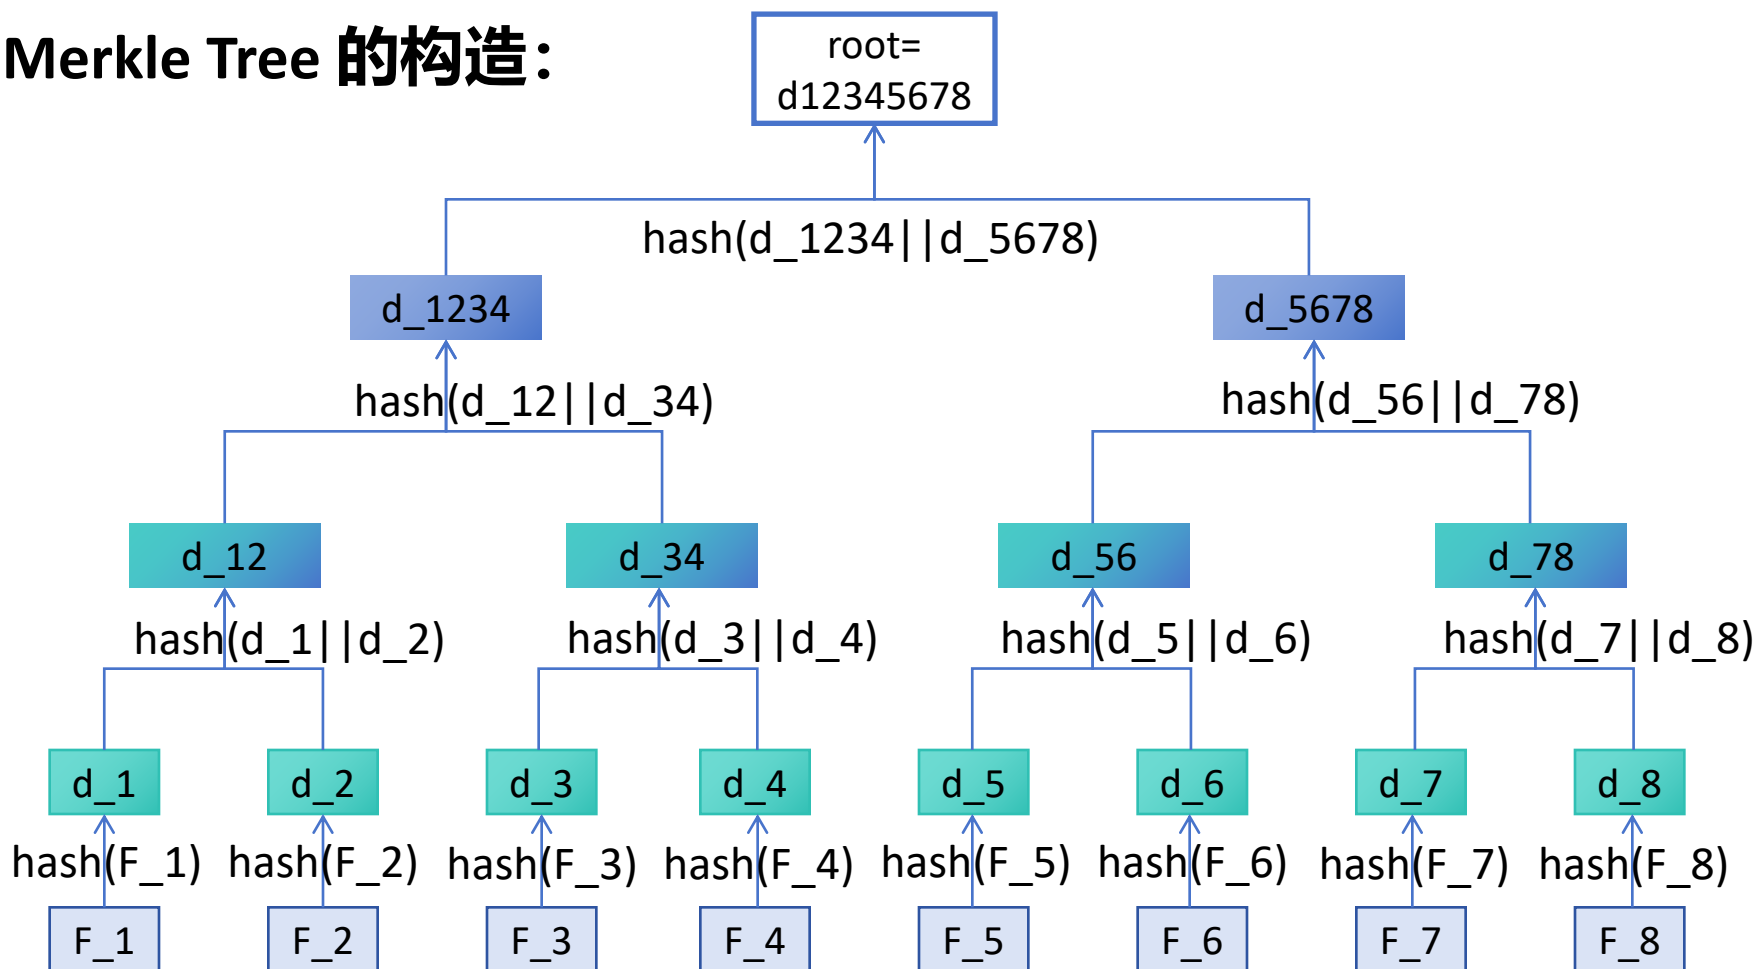 Merkle Tree 的构造：
root=
d12345678
hash(d_1234||d_5678)
d_1234
d_5678
hash(d_12||d_34)
hash(d_56||d_78)
d_12
d_34
d_56
d_78
hash(d_1||d_2)
hash(d_3||d_4)
hash(d_5||d_6)
hash(d_7||d_8)
d_1
d_2
d_3
d_4
d_5
d_6
d_7
d_8
hash(F_1)
hash(F_2)
hash(F_3)
hash(F_4)
hash(F_5)
hash(F_6)
hash(F_7)
hash(F_8)
F_1
F_2
F_3
F_4
F_5
F_6
F_7
F_8